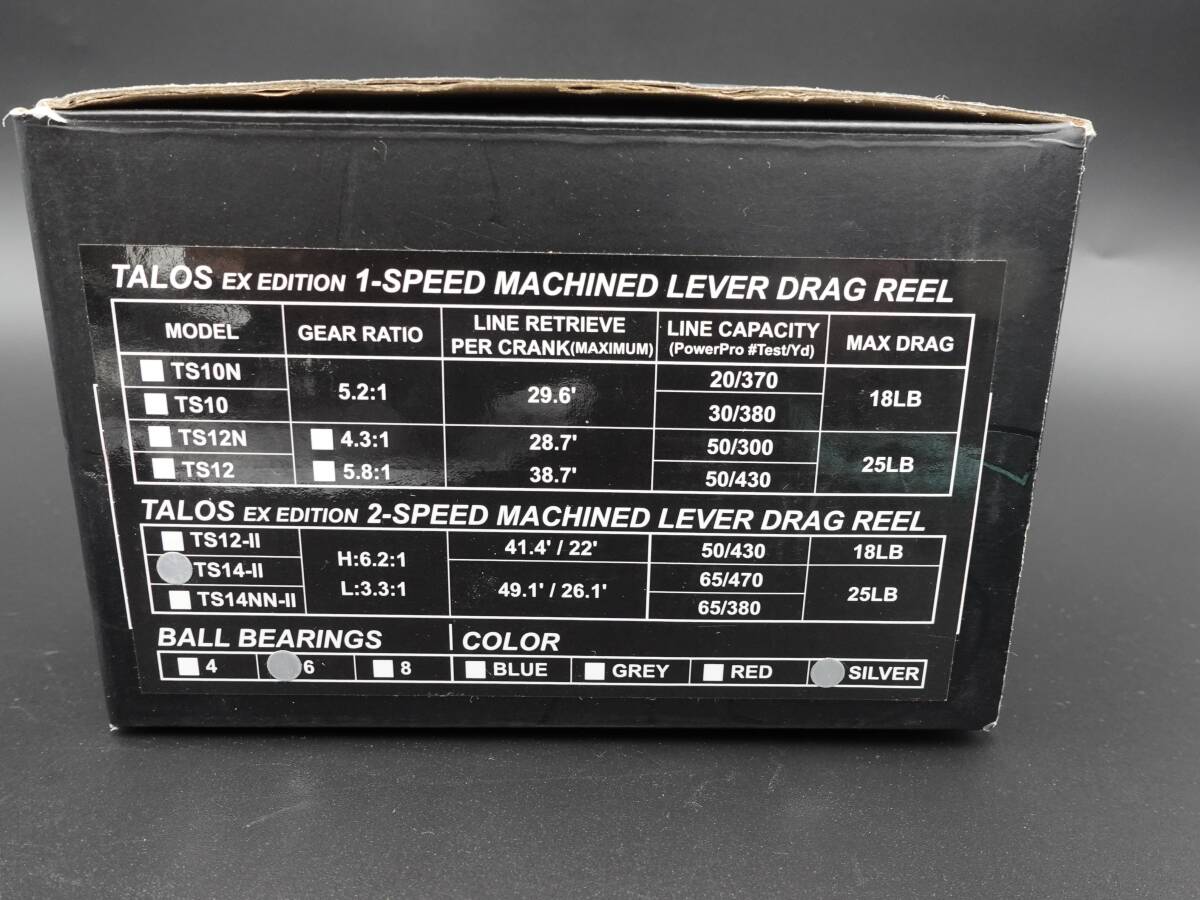 TALOS EX EDITION 1-SPEED MACHINED LEVER DRAG REEL
MODEL GEAR RATIO LINE RETRIEVE PER CRANK(MAXIMUM) LINE CAPACITY (PowerPro #Test/Yd) MAX DRAG
TS10N 5.2:1 29.6' 20/370 18LB
TS10 30/380
TS12N 4.3:1 28.7' 50/300 25LB
TS12 5.8:1 38.7' 50/430
TALOS EX EDITION 2-SPEED MACHINED LEVER DRAG REEL
TS12-II H:6.2:1 41.4' / 22' 50/430 18LB
TS14-II L:3.3:1 49.1' / 26.1' 65/470 25LB
TS14NN-II 65/380
BALL BEARINGS COLOR
4 6 8 BLUE GREY RED SILVER